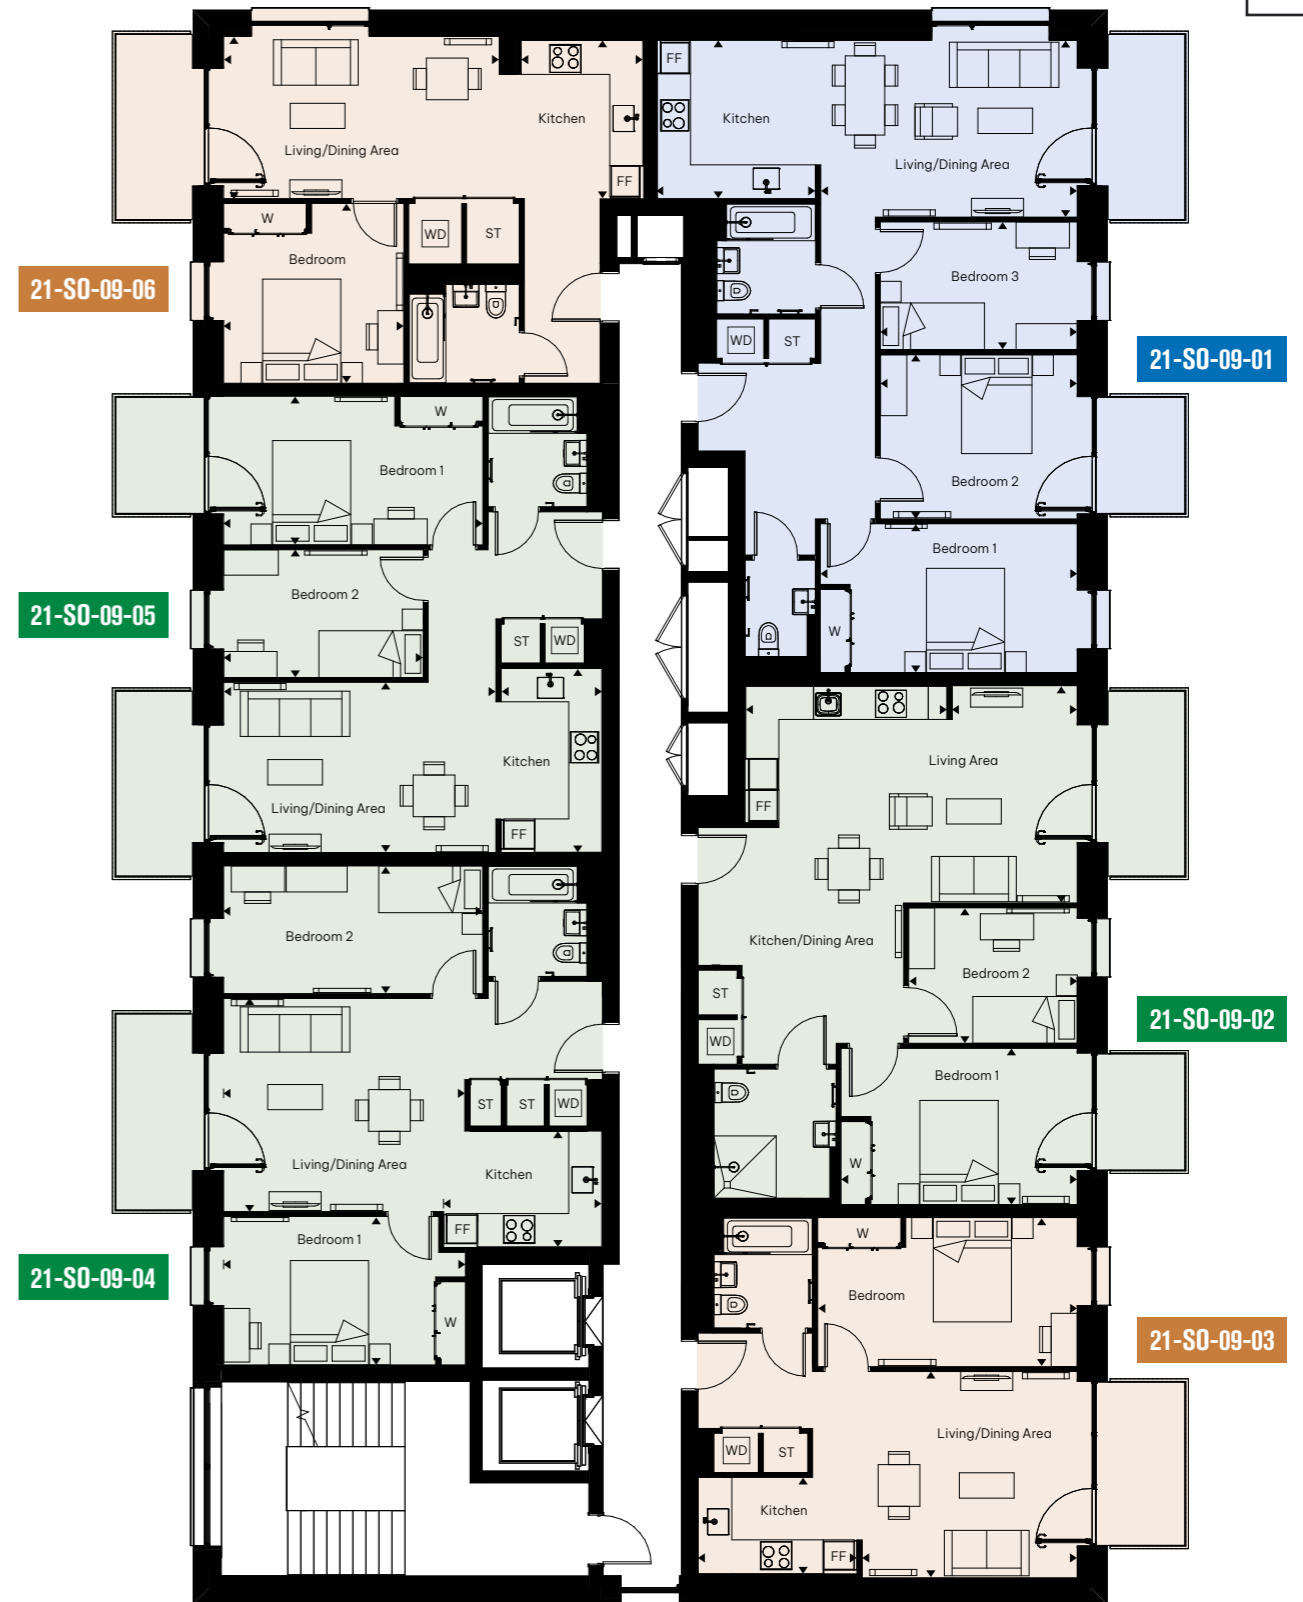 Kitchen
Living/Dining Area
FF
W
WD
ST
Bedroom
21-SO-09-06
FF
Kitchen
Living/Dining Area
Bedroom 3
WD
ST
Bedroom 2
Bedroom 1
W
21-SO-09-01
W
Bedroom 1
Bedroom 2
ST
WD
21-SO-09-05
Kitchen
Living/Dining Area
FF
Living Area
FF
Kitchen/Dining Area
Bedroom 2
ST
WD
Bedroom 1
W
21-SO-09-02
Bedroom 2
ST
ST
WD
Living/Dining Area
Kitchen
FF
Bedroom 1
W
21-SO-09-04
W
Bedroom
21-SO-09-03
Living/Dining Area
WD
ST
Kitchen
FF